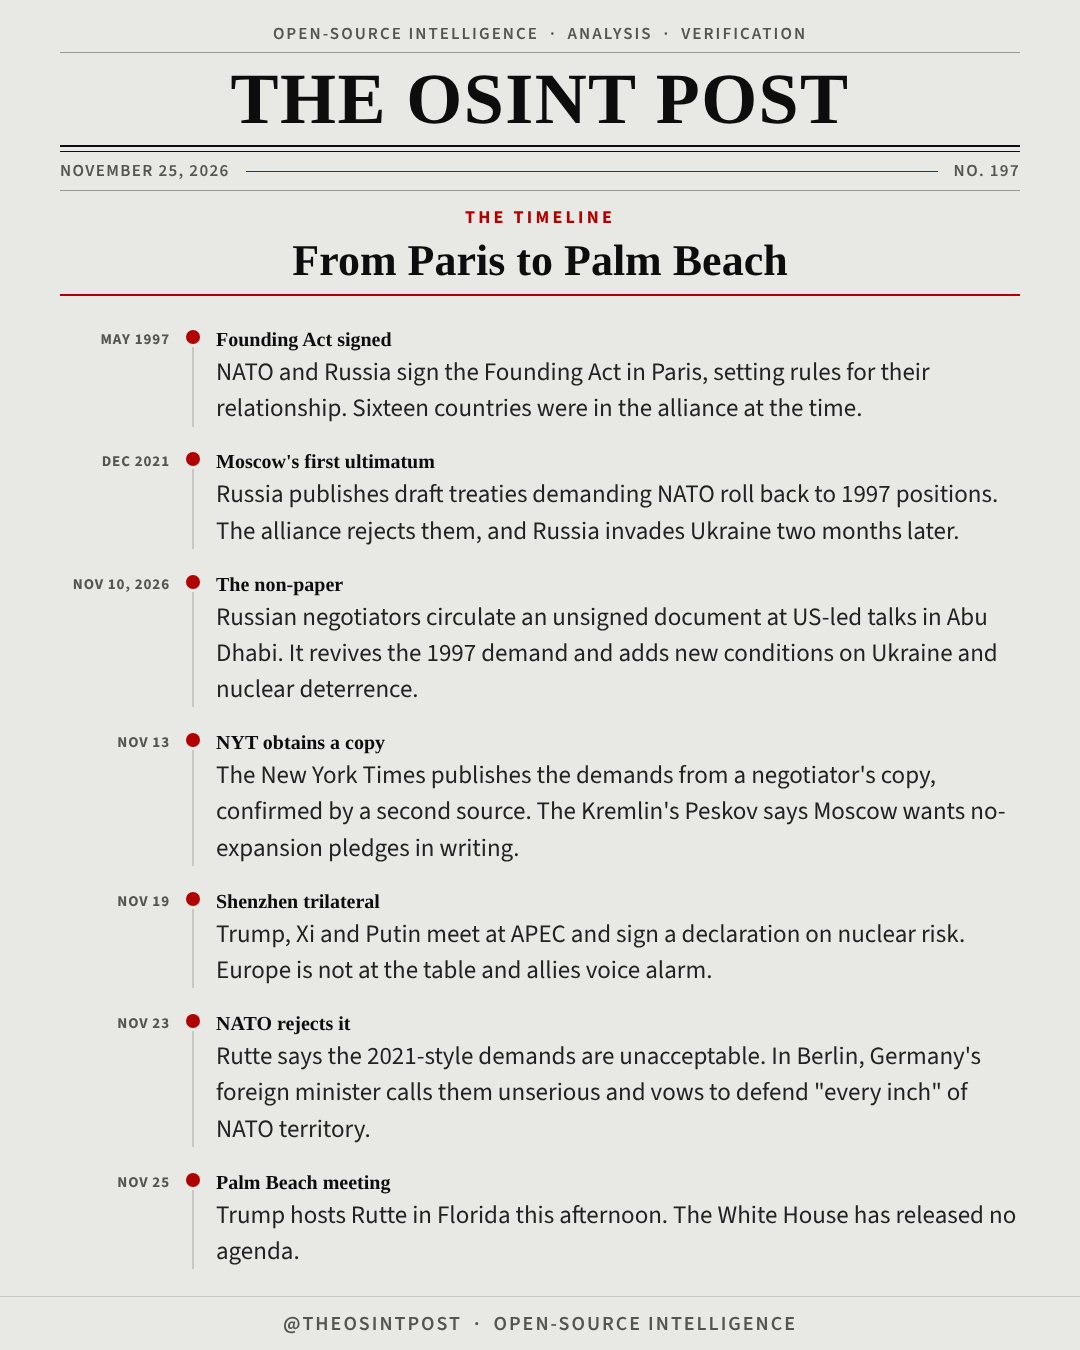 OPEN-SOURCE INTELLIGENCE · ANALYSIS · VERIFICATION
THE OSINT POST
NOVEMBER 25, 2026 NO. 197
THE TIMELINE
From Paris to Palm Beach
MAY 1997 Founding Act signed
NATO and Russia sign the Founding Act in Paris, setting rules for their
relationship. Sixteen countries were in the alliance at the time.
DEC 2021 Moscow's first ultimatum
Russia publishes draft treaties demanding NATO roll back to 1997 positions.
The alliance rejects them, and Russia invades Ukraine two months later.
NOV 10, 2026 The non-paper
Russian negotiators circulate an unsigned document at US-led talks in Abu
Dhabi. It revives the 1997 demand and adds new conditions on Ukraine and
nuclear deterrence.
NOV 13 NYT obtains a copy
The New York Times publishes the demands from a negotiator's copy,
confirmed by a second source. The Kremlin's Peskov says Moscow wants no-
expansion pledges in writing.
NOV 19 Shenzhen trilateral
Trump, Xi and Putin meet at APEC and sign a declaration on nuclear risk.
Europe is not at the table and allies voice alarm.
NOV 23 NATO rejects it
Rutte says the 2021-style demands are unacceptable. In Berlin, Germany's
foreign minister calls them unserious and vows to defend "every inch" of
NATO territory.
NOV 25 Palm Beach meeting
Trump hosts Rutte in Florida this afternoon. The White House has released no
agenda.
@THEOSINTPOST · OPEN-SOURCE INTELLIGENCE